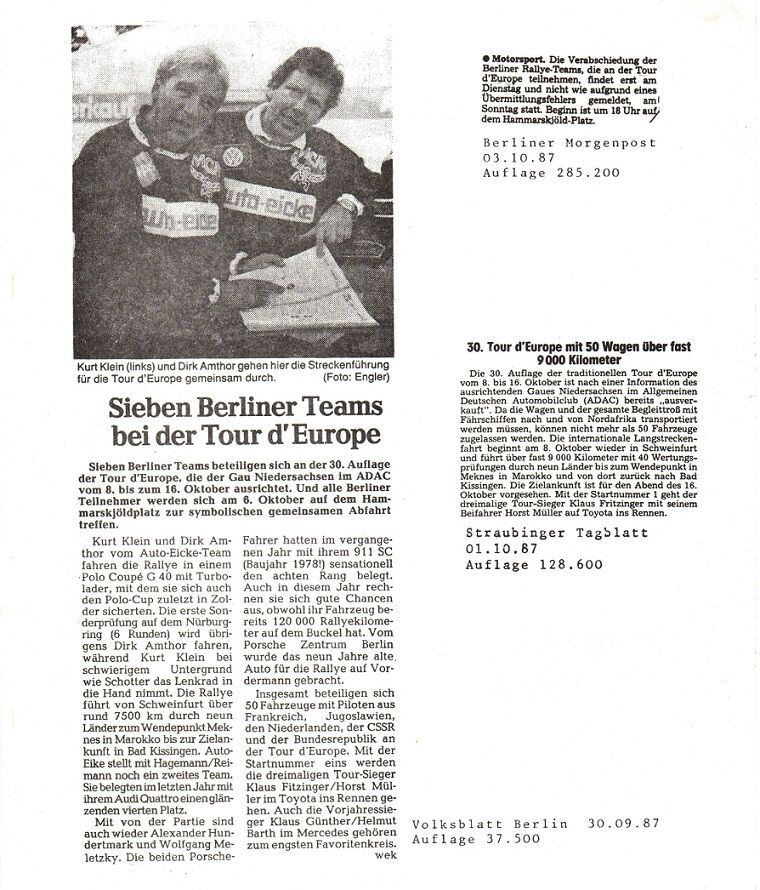 erkauf
auto-eicke
uto-eicke
Kurt Klein (links) und Dirk Amthor gehen hier die Streckenführung
für die Tour d'Europe gemeinsam durch. (Foto: Engler)
Sieben Berliner Teams
bei der Tour d'Europe
Sieben Berliner Teams beteiligen sich an der 30. Auflage
der Tour d'Europe, die der Gau Niedersachsen im ADAC
vom 8. bis zum 16. Oktober ausrichtet. Und alle Berliner
Teilnehmer werden sich am 6. Oktober auf dem Ham-
marskjöldplatz zur symbolischen gemeinsamen Abfahrt
treffen.
Kurt Klein und Dirk Am-
thor vom Auto-Eicke-Team
fahren die Rallye in einem
Polo Coupé G 40 mit Turbo-
lader, mit dem sie sich auch
den Polo-Cup zuletzt in Zol-
der sicherten. Die erste Son-
derprüfung auf dem Nürburg-
ring (6 Runden) wird übri-
gens Dirk Amthor fahren,
während Kurt Klein bei
schwierigem Untergrund
wie Schotter das Lenkrad in
die Hand nimmt. Die Rallye
führt von Schweinfurt über
rund 7500 km durch neun
Länder zum Wendepunkt Mek-
nes in Marokko bis zur Zielan-
kunft in Bad Kissingen. Auto-
Eike stellt mit Hagemann/Rei-
mann noch ein zweites Team.
Sie belegten im letzten Jahr mit
ihrem Audi Quattro einen glän-
zenden vierten Platz.
Mit von der Partie sind
auch wieder Alexander Hun-
dertmark und Wolfgang Me-
letzky. Die beiden Porsche-
Fahrer hatten im vergange-
nen Jahr mit ihrem 911 SC
(Baujahr 1978!) sensationell
den achten Rang belegt.
Auch in diesem Jahr rech-
nen sie sich gute Chancen
aus, obwohl ihr Fahrzeug be-
reits 120 000 Rallyekilome-
ter auf dem Buckel hat. Vom
Porsche Zentrum Berlin
wurde das neun Jahre alte
Auto für die Rallye auf Vor-
dermann gebracht.
Insgesamt beteiligen sich
50 Fahrzeuge mit Piloten aus
Frankreich, Jugoslawien,
den Niederlanden, der CSSR
und der Bundesrepublik an
der Tour d'Europe. Mit der
Startnummer eins werden
die dreimaligen Tour-Sieger
Klaus Fitzinger/Horst Mül-
ler im Toyota ins Rennen ge-
hen. Auch die Vorjahressie-
ger Klaus Günther/Helmut
Barth im Mercedes gehören
zum engsten Favoritenkreis.
wek
● Motorsport. Die Verabschiedung der
Berliner Rallye-Teams, die an der Tour
d'Europe teilnehmen, findet erst am
Dienstag und nicht wie aufgrund eines
Übermittlungsfehlers gemeldet, am
Sonntag statt. Beginn ist um 18 Uhr auf
dem Hammarskjöld-Platz.
Berliner Morgenpost
03.10.87
Auflage 285.200
30. Tour d'Europe mit 50 Wagen über fast
9000 Kilometer
Die 30. Auflage der traditionellen Tour d'Europe
vom 8. bis 16. Oktober ist nach einer Information des
ausrichtenden Gaues Niedersachsen im Allgemeinen
Deutschen Automobilclub (ADAC) bereits „ausver-
kauft". Da die Wagen und der gesamte Begleittroß mit
Fährschiffen nach und von Nordafrika transportiert
werden müssen, können nicht mehr als 50 Fahrzeuge
zugelassen werden. Die internationale Langstrecken-
fahrt beginnt am 8. Oktober wieder in Schweinfurt
und führt über fast 9 000 Kilometer mit 40 Wertungs-
prüfungen durch neun Länder bis zum Wendepunkt in
Meknes in Marokko und von dort zurück nach Bad
Kissingen. Die Zielankunft ist für den Abend des 16.
Oktober vorgesehen. Mit der Startnummer 1 geht der
dreimalige Tour-Sieger Klaus Fritzinger mit seinem
Beifahrer Horst Müller auf Toyota ins Rennen.
Straubinger Tagblatt
01.10.87
Auflage 128.600
Volksblatt Berlin 30.09.87
Auflage 37.500